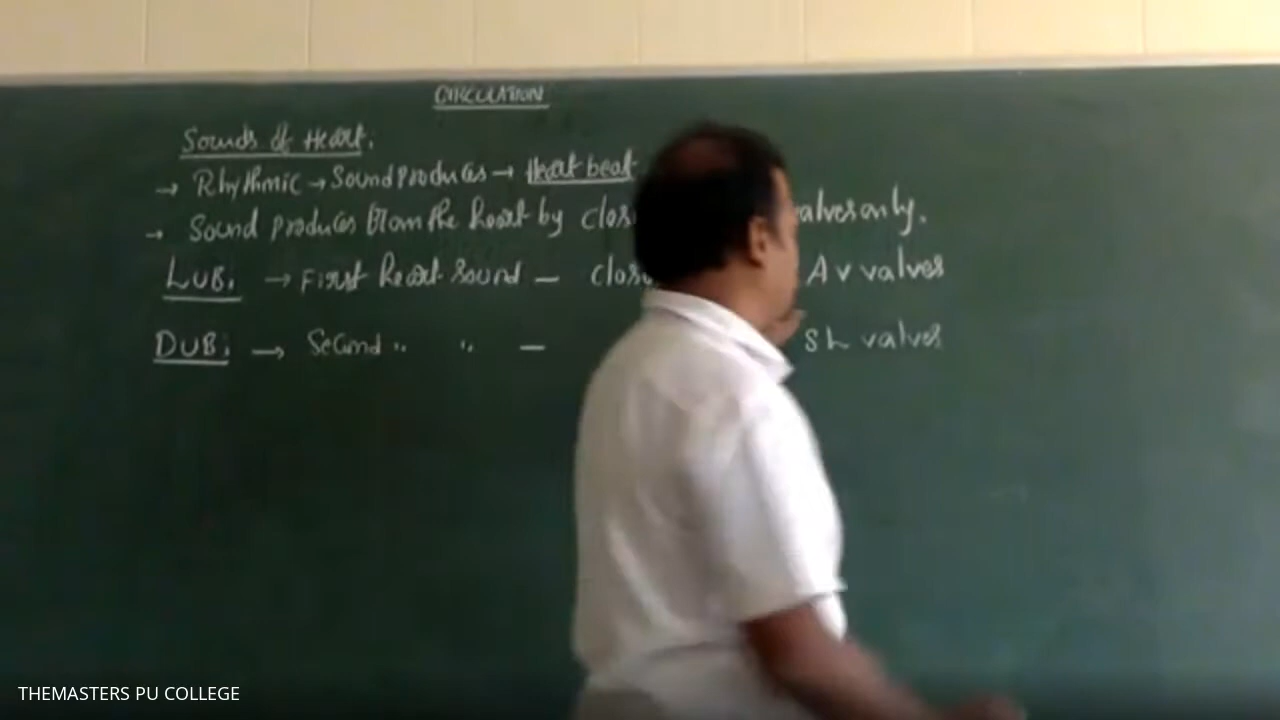 CIRCULATION
Sounds of Heart.
→ Rhythmic → Sound produces → Heart beat
→ Sound produces from the heart by clos valves only.
LUB: → First heart sound — clos AV valves
DUB: → Second " " — SL valves
THEMASTERS PU COLLEGE